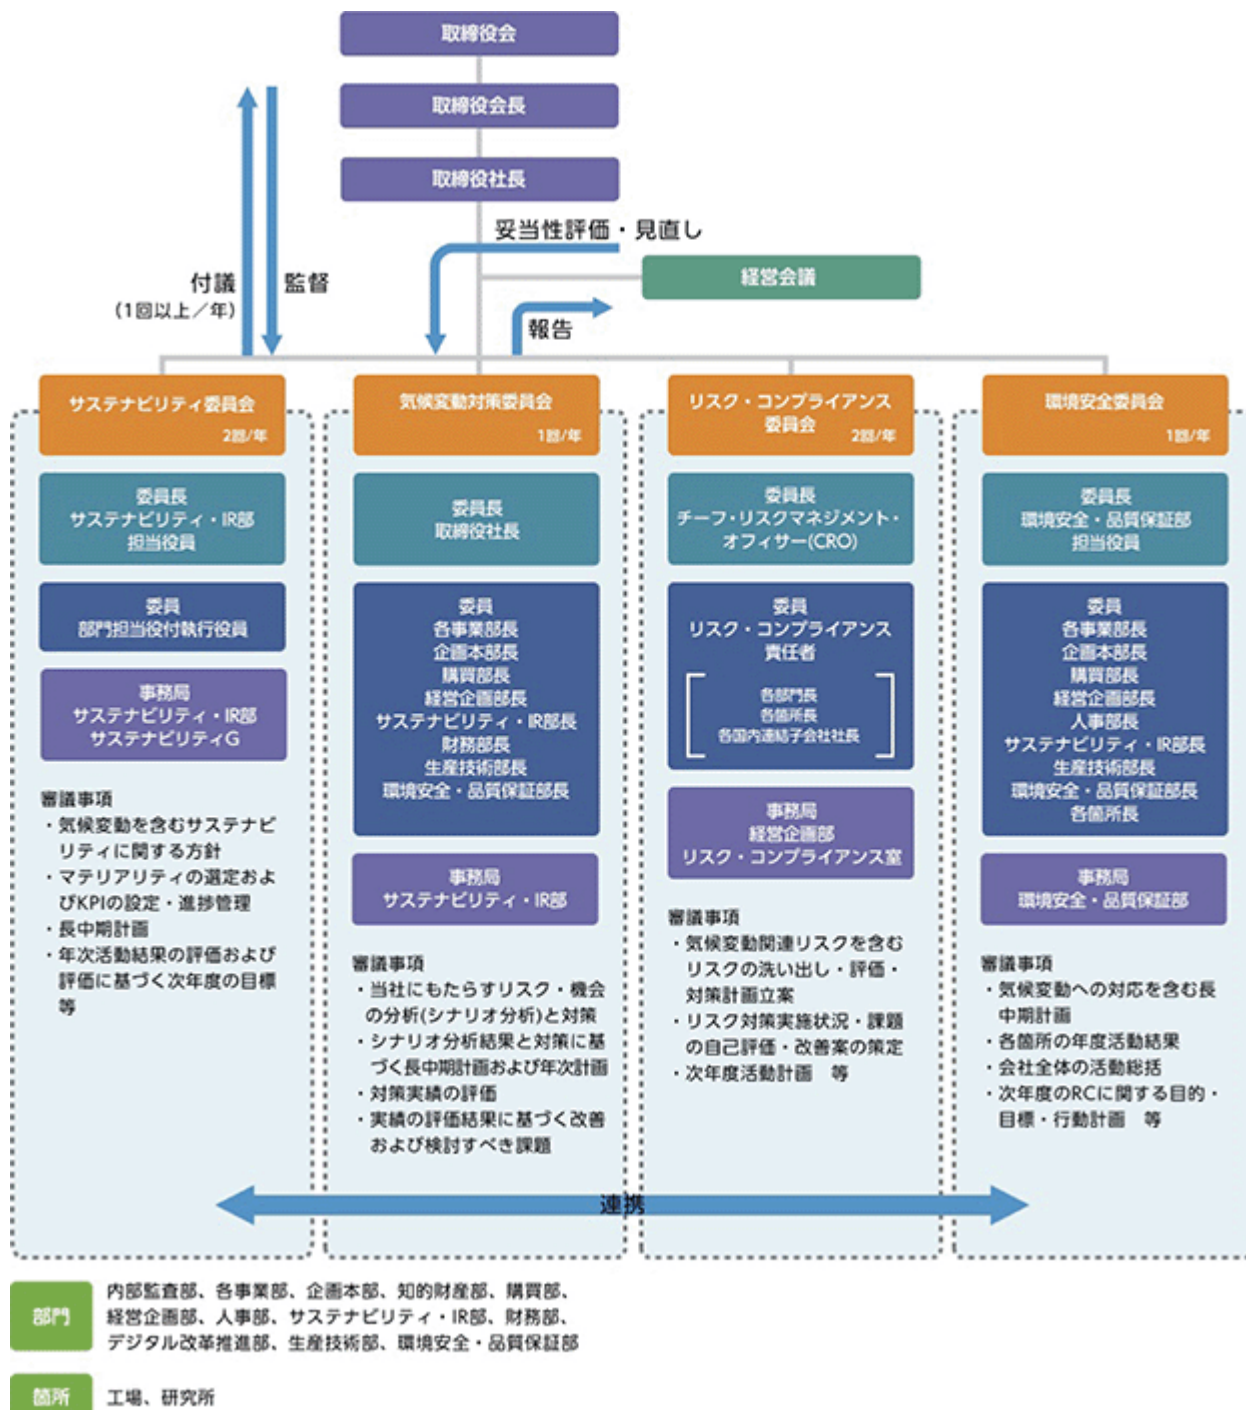 取締役会
取締役会長
取締役社長
妥当性評価・見直し
経営会議
付議
(1回以上／年)
監督
報告
サステナビリティ委員会
2回/年
委員長
サステナビリティ・IR部
担当役員
委員
部門担当役付執行役員
事務局
サステナビリティ・IR部
サステナビリティG
審議事項
・気候変動を含むサステナビ
リティに関する方針
・マテリアリティの選定およ
びKPIの設定・進捗管理
・長中期計画
・年次活動結果の評価および
評価に基づく次年度の目標
等
気候変動対策委員会
1回/年
委員長
取締役社長
委員
各事業部長
企画本部長
購買部長
経営企画部長
サステナビリティ・IR部長
財務部長
生産技術部長
環境安全・品質保証部長
事務局
サステナビリティ・IR部
審議事項
・当社にもたらすリスク・機会
の分析(シナリオ分析)と対策
・シナリオ分析結果と対策に基
づく長中期計画および年次計画
・対策実績の評価
・実績の評価結果に基づく改善
および検討すべき課題
リスク・コンプライアンス
委員会
2回/年
委員長
チーフ・リスクマネジメント・
オフィサー(CRO)
委員
リスク・コンプライアンス
責任者
各部門長
各箇所長
各国内連結子会社社長
事務局
経営企画部
リスク・コンプライアンス室
審議事項
・気候変動関連リスクを含む
リスクの洗い出し・評価・
対策計画立案
・リスク対策実施状況・課題
の自己評価・改善案の策定
・次年度活動計画　等
環境安全委員会
1回/年
委員長
環境安全・品質保証部
担当役員
委員
各事業部長
企画本部長
購買部長
経営企画部長
人事部長
サステナビリティ・IR部長
生産技術部長
環境安全・品質保証部長
各箇所長
事務局
環境安全・品質保証部
審議事項
・気候変動への対応を含む長
中期計画
・各箇所の年度活動結果
・会社全体の活動総括
・次年度のRCに関する目的・
目標・行動計画　等
連携
部門
内部監査部、各事業部、企画本部、知的財産部、購買部、
経営企画部、人事部、サステナビリティ・IR部、財務部、
デジタル改革推進部、生産技術部、環境安全・品質保証部
箇所
工場、研究所